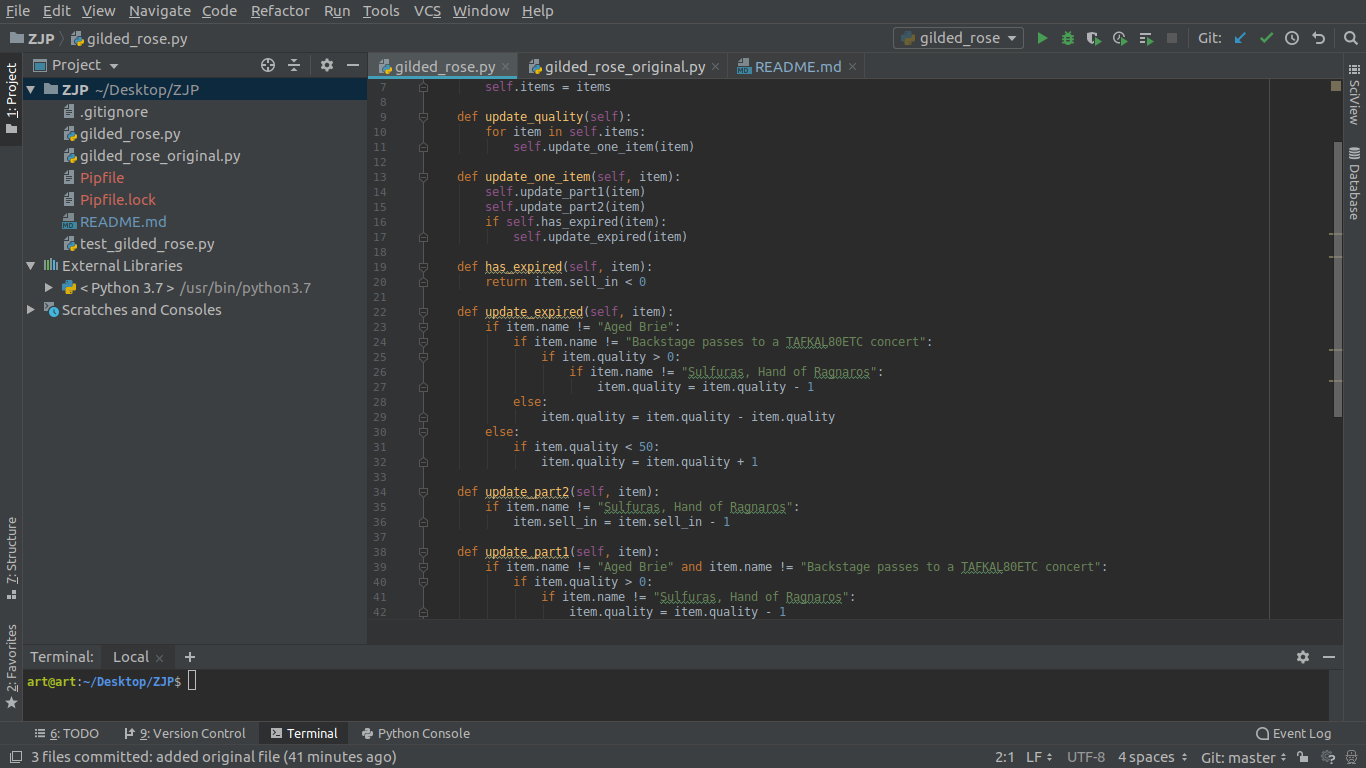 File Edit View Navigate Code Refactor Run Tools VCS Window Help
ZJP gilded_rose.py gilded_rose Git:
1: Project
Project
gilded_rose.py gilded_rose_original.py README.md
ZJP ~/Desktop/ZJP
.gitignore
gilded_rose.py
gilded_rose_original.py
Pipfile
Pipfile.lock
README.md
test_gilded_rose.py
External Libraries
< Python 3.7 > /usr/bin/python3.7
Scratches and Consoles
7 self.items = items
8
9 def update_quality(self):
10 for item in self.items:
11 self.update_one_item(item)
12
13 def update_one_item(self, item):
14 self.update_part1(item)
15 self.update_part2(item)
16 if self.has_expired(item):
17 self.update_expired(item)
18
19 def has_expired(self, item):
20 return item.sell_in < 0
21
22 def update_expired(self, item):
23 if item.name != "Aged Brie":
24 if item.name != "Backstage passes to a TAFKAL80ETC concert":
25 if item.quality > 0:
26 if item.name != "Sulfuras, Hand of Ragnaros":
27 item.quality = item.quality - 1
28 else:
29 item.quality = item.quality - item.quality
30 else:
31 if item.quality < 50:
32 item.quality = item.quality + 1
33
34 def update_part2(self, item):
35 if item.name != "Sulfuras, Hand of Ragnaros":
36 item.sell_in = item.sell_in - 1
37
38 def update_part1(self, item):
39 if item.name != "Aged Brie" and item.name != "Backstage passes to a TAFKAL80ETC concert":
40 if item.quality > 0:
41 if item.name != "Sulfuras, Hand of Ragnaros":
42 item.quality = item.quality - 1
SciView
Database
7: Structure
2: Favorites
Terminal: Local +
art@art:~/Desktop/ZJP$
6: TODO 9: Version Control Terminal Python Console Event Log
3 files committed: added original file (41 minutes ago) 2:1 LF UTF-8 4 spaces Git: master